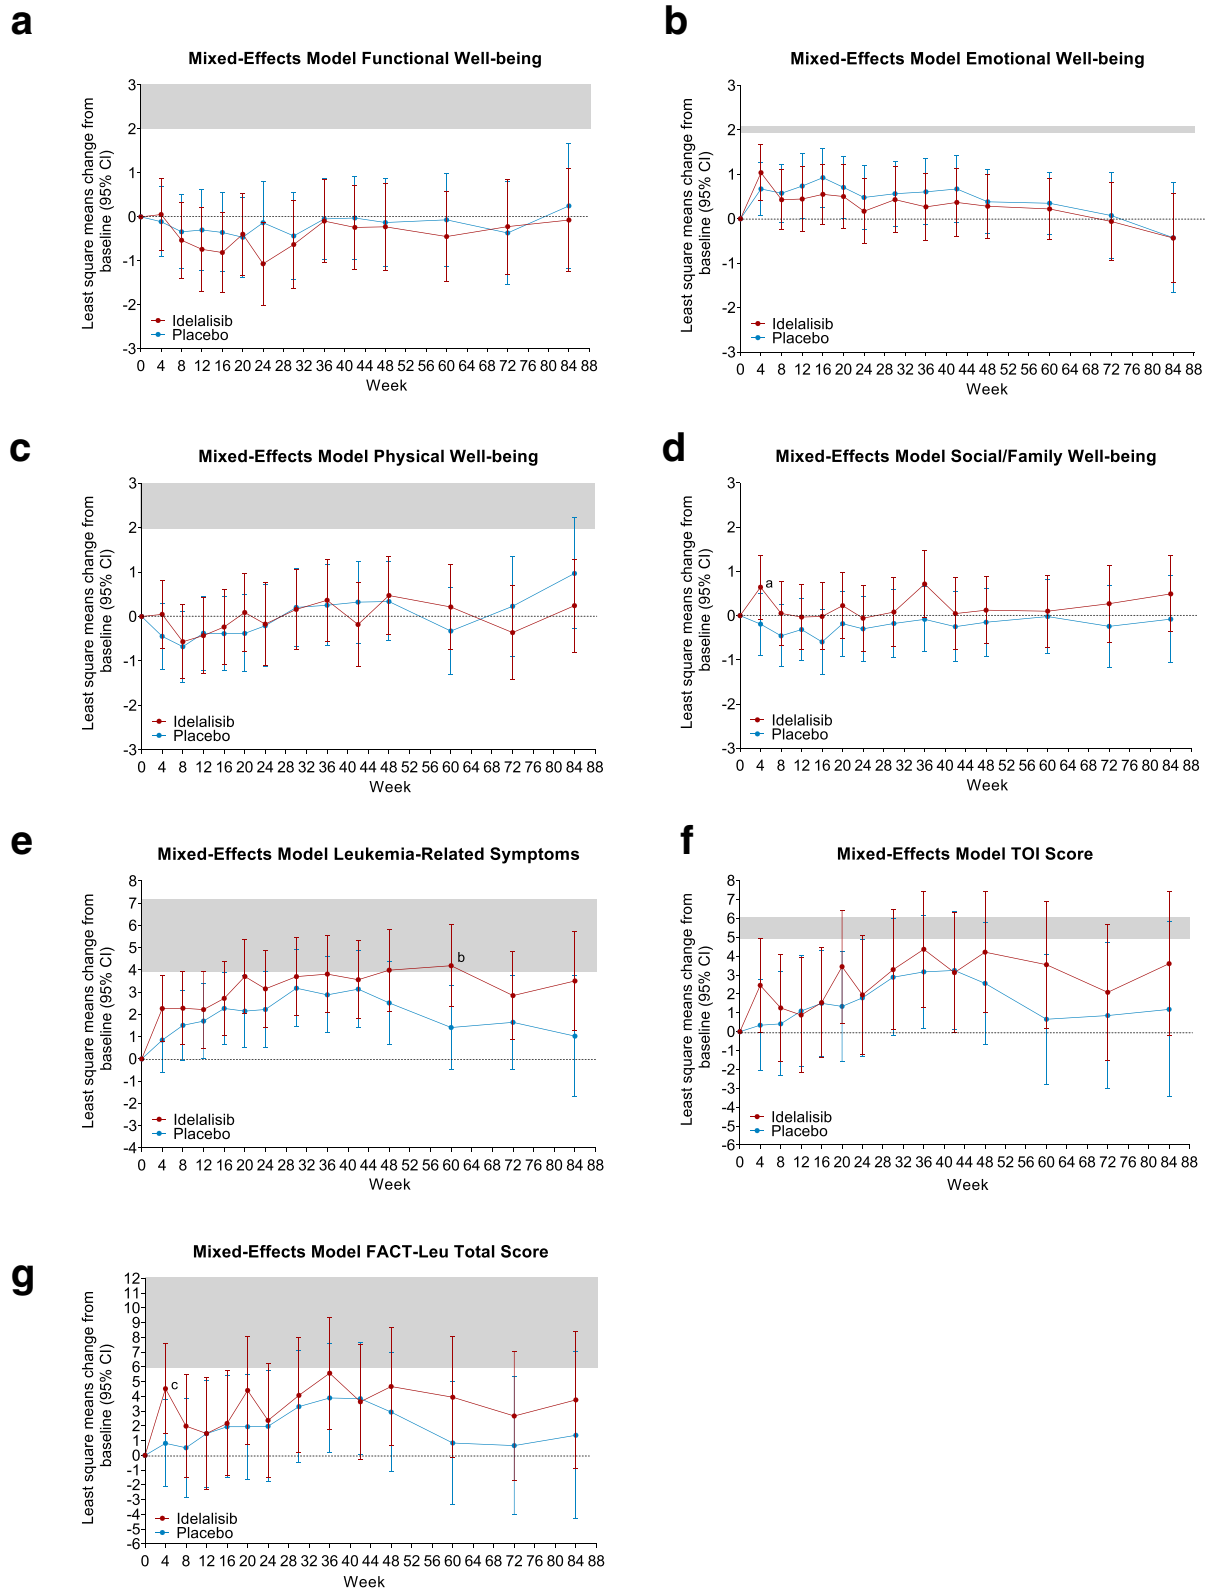 a
Mixed-Effects Model Functional Well-being
Least square means change from
baseline (95% CI)
3
2
1
0
-1
-2
-3
Idelalisib
Placebo
0 4 8 12 16 20 24 28 32 36 40 44 48 52 56 60 64 68 72 76 80 84 88
Week
b
Mixed-Effects Model Emotional Well-being
Least square means change from
baseline (95% CI)
3
2
1
0
-1
-2
-3
Idelalisib
Placebo
0 4 8 12 16 20 24 28 32 36 40 44 48 52 56 60 64 68 72 76 80 84 88
Week
c
Mixed-Effects Model Physical Well-being
Least square means change from
baseline (95% CI)
3
2
1
0
-1
-2
-3
Idelalisib
Placebo
0 4 8 12 16 20 24 28 32 36 40 44 48 52 56 60 64 68 72 76 80 84 88
Week
d
Mixed-Effects Model Social/Family Well-being
Least square means change from
baseline (95% CI)
3
2
1
0
-1
-2
-3
a
Idelalisib
Placebo
0 4 8 12 16 20 24 28 32 36 40 44 48 52 56 60 64 68 72 76 80 84 88
Week
e
Mixed-Effects Model Leukemia-Related Symptoms
Least square means change from
baseline (95% CI)
8
7
6
5
4
3
2
1
0
-1
-2
-3
-4
b
Idelalisib
Placebo
0 4 8 12 16 20 24 28 32 36 40 44 48 52 56 60 64 68 72 76 80 84 88
Week
f
Mixed-Effects Model TOI Score
Least square means change from
baseline (95% CI)
8
7
6
5
4
3
2
1
0
-1
-2
-3
-4
-5
-6
Idelalisib
Placebo
0 4 8 12 16 20 24 28 32 36 40 44 48 52 56 60 64 68 72 76 80 84 88
Week
g
Mixed-Effects Model FACT-Leu Total Score
Least square means change from
baseline (95% CI)
12
11
10
9
8
7
6
5
4
3
2
1
0
-1
-2
-3
-4
-5
-6
c
Idelalisib
Placebo
0 4 8 12 16 20 24 28 32 36 40 44 48 52 56 60 64 68 72 76 80 84 88
Week